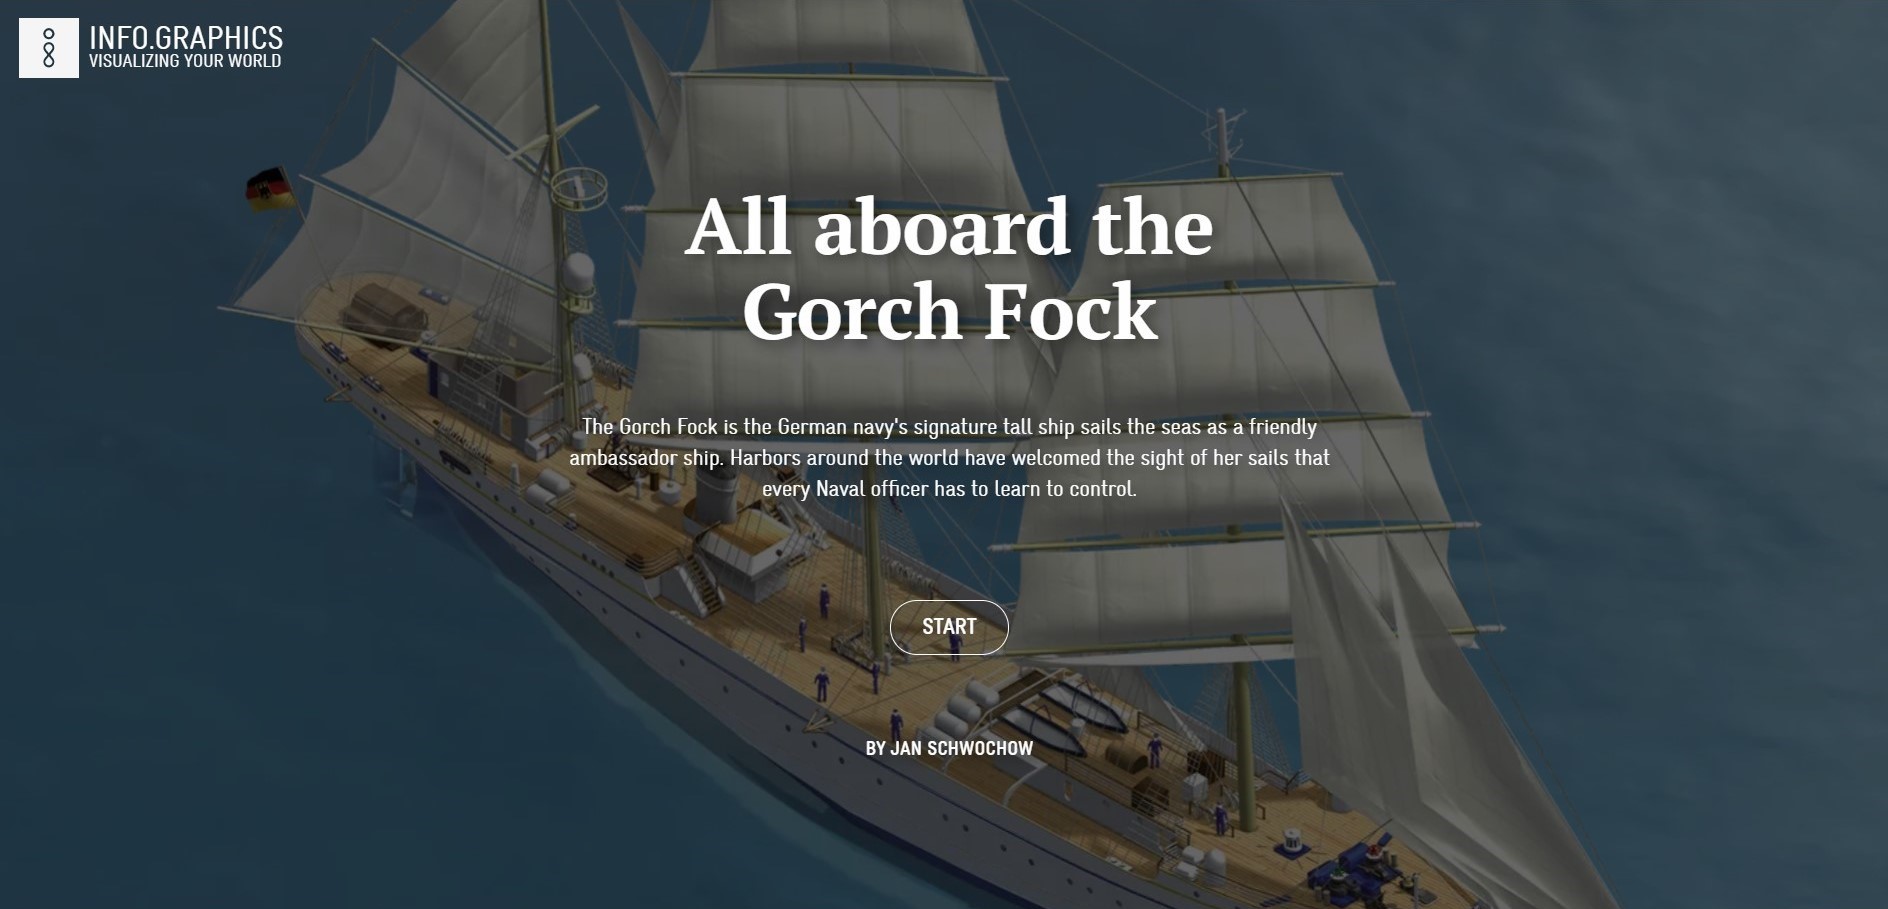 INFO.GRAPHICS
VISUALIZING YOUR WORLD
All aboard the
Gorch Fock
The Gorch Fock is the German navy's signature tall ship sails the seas as a friendly
ambassador ship. Harbors around the world have welcomed the sight of her sails that
every Naval officer has to learn to control.
START
BY JAN SCHWOCHOW